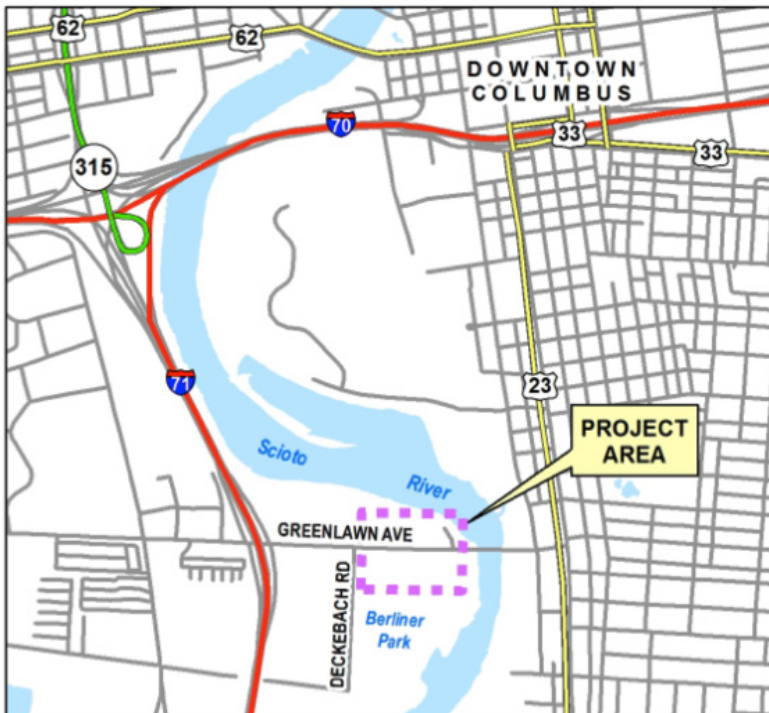 62
62
DOWNTOWN
COLUMBUS
70
33
33
315
71
23
PROJECT
AREA
Scioto
River
GREENLAWN AVE
DECKEBACH RD
Berliner
Park